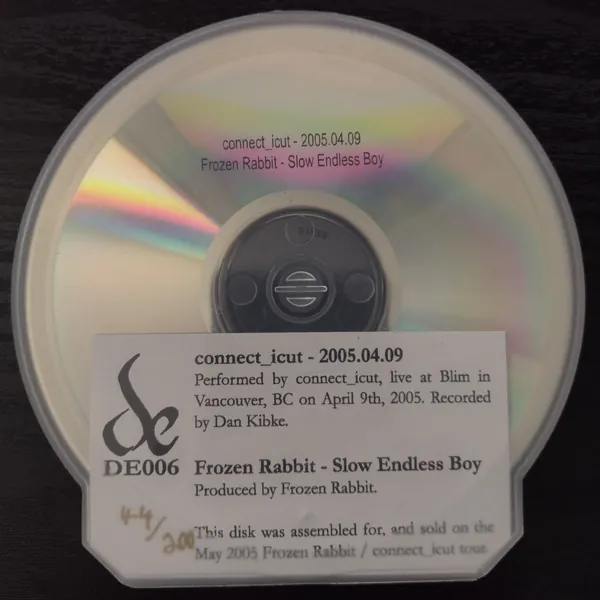 connect_icut - 2005.04.09
Frozen Rabbit - Slow Endless Boy
de
DE006
connect_icut - 2005.04.09
Performed by connect_icut, live at Blim in
Vancouver, BC on April 9th, 2005. Recorded
by Dan Kibke.
Frozen Rabbit - Slow Endless Boy
Produced by Frozen Rabbit.
44/200
This disk was assembled for, and sold on the
May 2005 Frozen Rabbit / connect_icut tour.